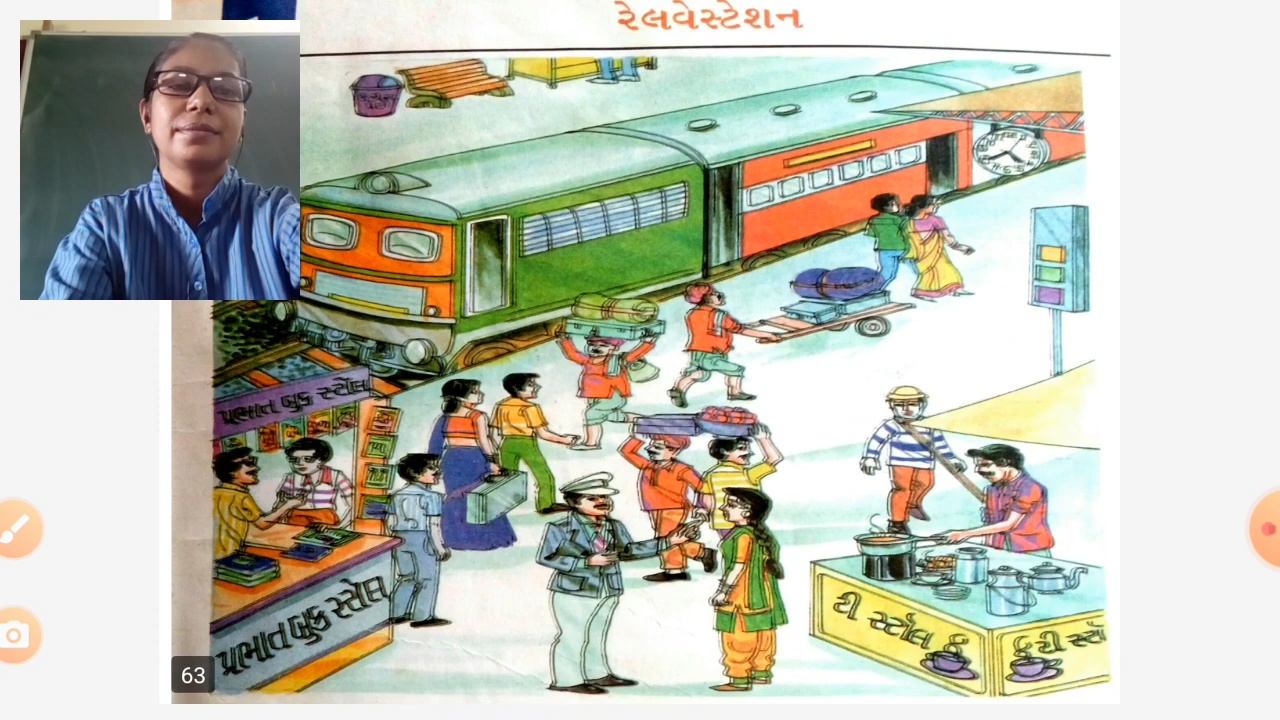 રેલવેસ્ટેશન
પ્રભાત બુક સ્ટૉલ
પ્રભાત બુક સ્ટૉલ
ટી સ્ટૉલ
ટી સ્ટૉ
63